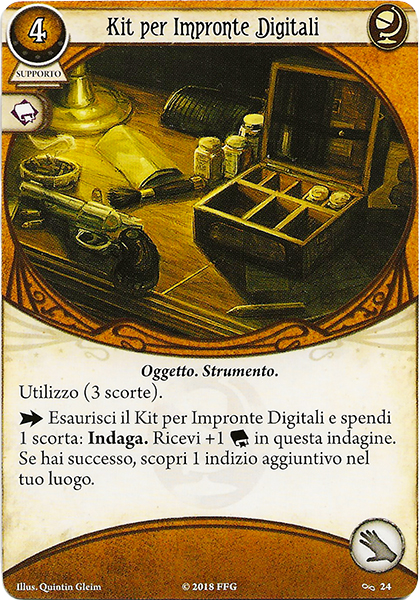 4
Kit per Impronte Digitali
SUPPORTO
Oggetto. Strumento.
Utilizzo (3 scorte).
Esaurisci il Kit per Impronte Digitali e spendi
1 scorta: Indaga. Ricevi +1 in questa indagine.
Se hai successo, scopri 1 indizio aggiuntivo nel
tuo luogo.
Illus. Quintin Gleim © 2018 FFG 24